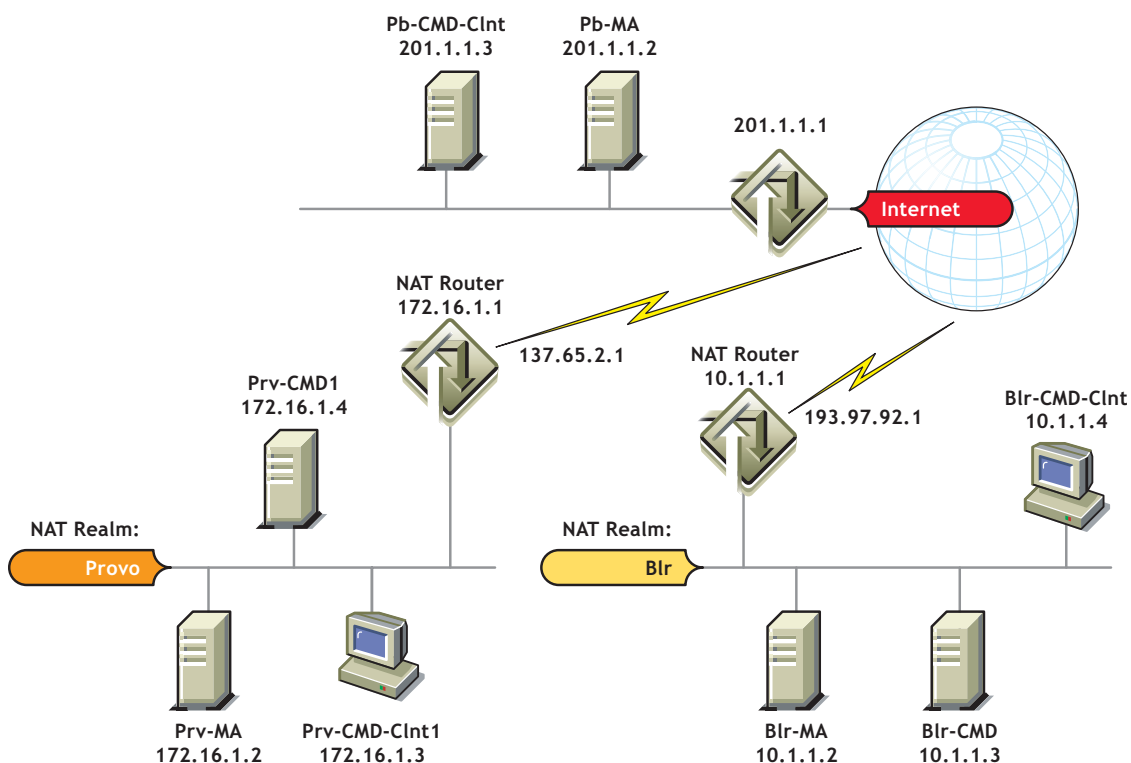 Pb-CMD-Clnt
201.1.1.3
Pb-MA
201.1.1.2
201.1.1.1
Internet
NAT Router
172.16.1.1
137.65.2.1
NAT Router
10.1.1.1
193.97.92.1
Prv-CMD1
172.16.1.4
Blr-CMD-Clnt
10.1.1.4
NAT Realm:
Provo
NAT Realm:
Blr
Prv-MA
172.16.1.2
Prv-CMD-Clnt1
172.16.1.3
Blr-MA
10.1.1.2
Blr-CMD
10.1.1.3